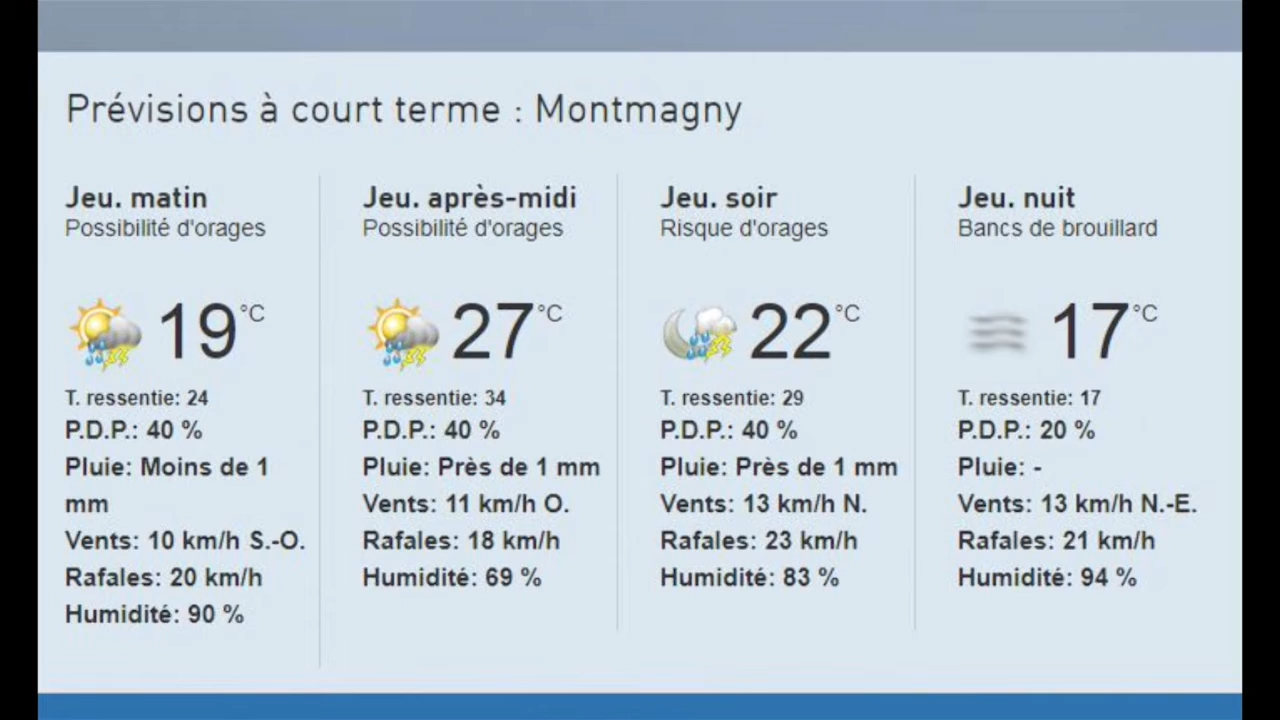 Prévisions à court terme : Montmagny
Jeu. matin
Possibilité d'orages
19 °C
T. ressentie: 24
P.D.P.: 40 %
Pluie: Moins de 1
mm
Vents: 10 km/h S.-O.
Rafales: 20 km/h
Humidité: 90 %
Jeu. après-midi
Possibilité d'orages
27 °C
T. ressentie: 34
P.D.P.: 40 %
Pluie: Près de 1 mm
Vents: 11 km/h O.
Rafales: 18 km/h
Humidité: 69 %
Jeu. soir
Risque d'orages
22 °C
T. ressentie: 29
P.D.P.: 40 %
Pluie: Près de 1 mm
Vents: 13 km/h N.
Rafales: 23 km/h
Humidité: 83 %
Jeu. nuit
Bancs de brouillard
17 °C
T. ressentie: 17
P.D.P.: 20 %
Pluie: -
Vents: 13 km/h N.-E.
Rafales: 21 km/h
Humidité: 94 %